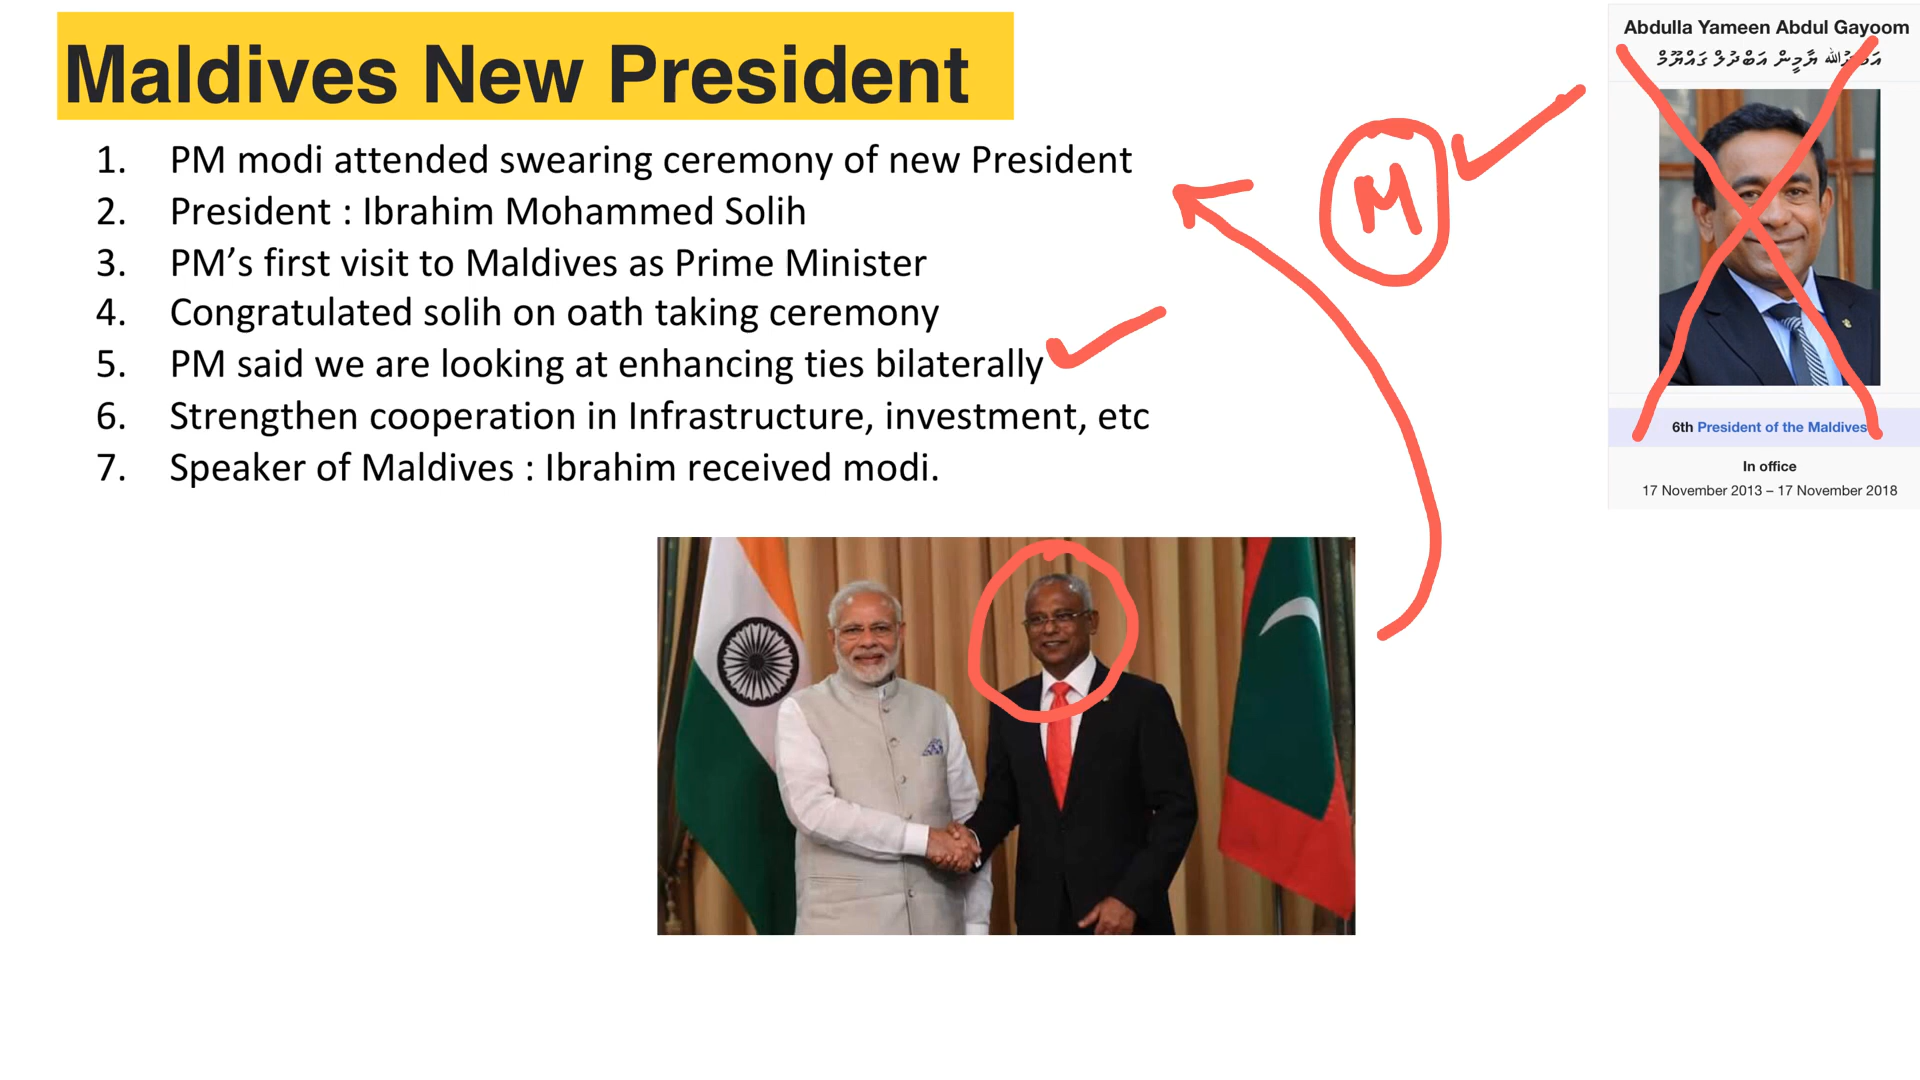 Maldives New President
1. PM modi attended swearing ceremony of new President
2. President : Ibrahim Mohammed Solih
3. PM’s first visit to Maldives as Prime Minister
4. Congratulated solih on oath taking ceremony
5. PM said we are looking at enhancing ties bilaterally
6. Strengthen cooperation in Infrastructure, investment, etc
7. Speaker of Maldives : Ibrahim received modi.
M
Abdulla Yameen Abdul Gayoom
ޔާމީން އަބްދުލް ގައްޔޫމް
6th President of the Maldives
In office
17 November 2013 – 17 November 2018